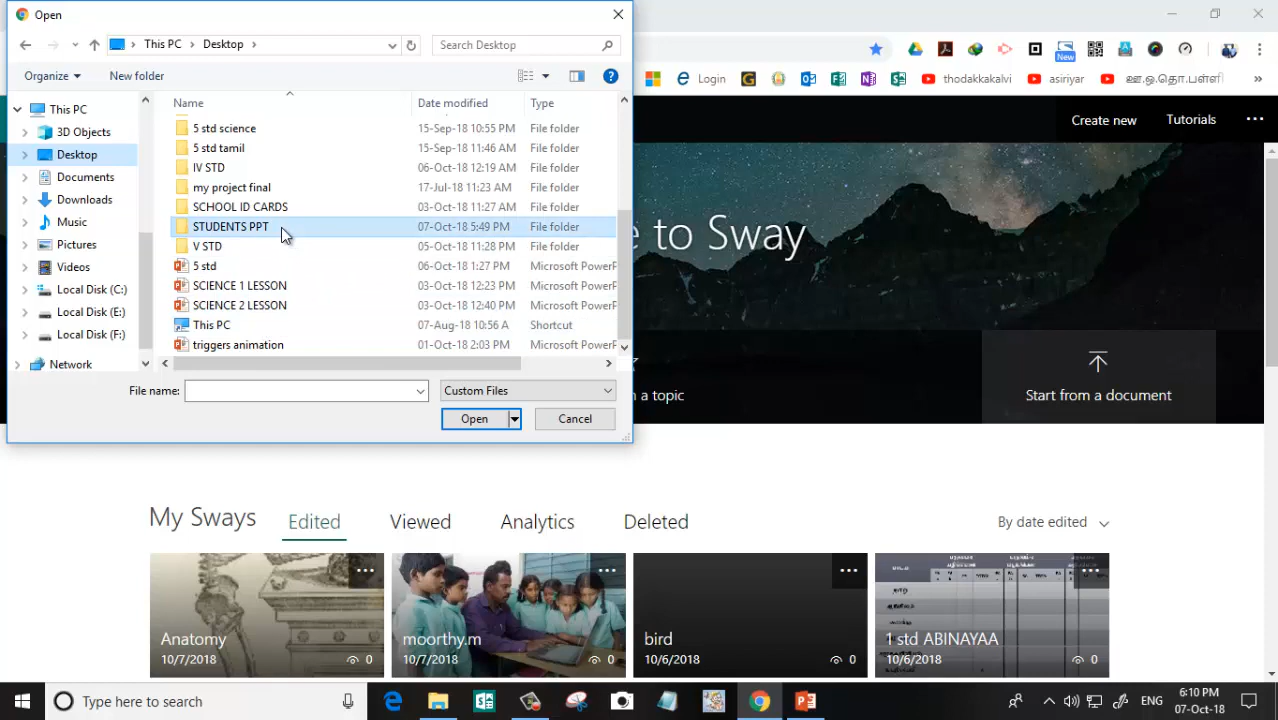 Open
This PC > Desktop >
Search Desktop
Organize
New folder
Name
Date modified
Type
This PC
3D Objects
Desktop
Documents
Downloads
Music
Pictures
Videos
Local Disk (C:)
Local Disk (E:)
Local Disk (F:)
Network
5 std science 15-Sep-18 10:55 PM File folder
5 std tamil 15-Sep-18 11:46 AM File folder
IV STD 06-Oct-18 12:19 AM File folder
my project final 17-Jul-18 11:23 AM File folder
SCHOOL ID CARDS 03-Oct-18 11:27 AM File folder
STUDENTS PPT 07-Oct-18 5:49 PM File folder
V STD 05-Oct-18 11:28 PM File folder
5 std 06-Oct-18 1:27 PM Microsoft PowerP
SCIENCE 1 LESSON 03-Oct-18 12:23 PM Microsoft PowerP
SCIENCE 2 LESSON 03-Oct-18 12:40 PM Microsoft PowerP
This PC 07-Aug-18 10:56 A Shortcut
triggers animation 01-Oct-18 2:03 PM Microsoft PowerP
File name:
Custom Files
Open
Cancel
New
Login
thodakkakalvi
asiriyar
ஊ.ஒ.தொ.பள்ளி
Create new
Tutorials
e to Sway
a topic
Start from a document
My Sways
Edited
Viewed
Analytics
Deleted
By date edited
Anatomy
10/7/2018
0
moorthy.m
10/7/2018
0
bird
10/6/2018
0
1 std ABINAYAA
10/6/2018
0
Type here to search
ENG
6:10 PM
07-Oct-18